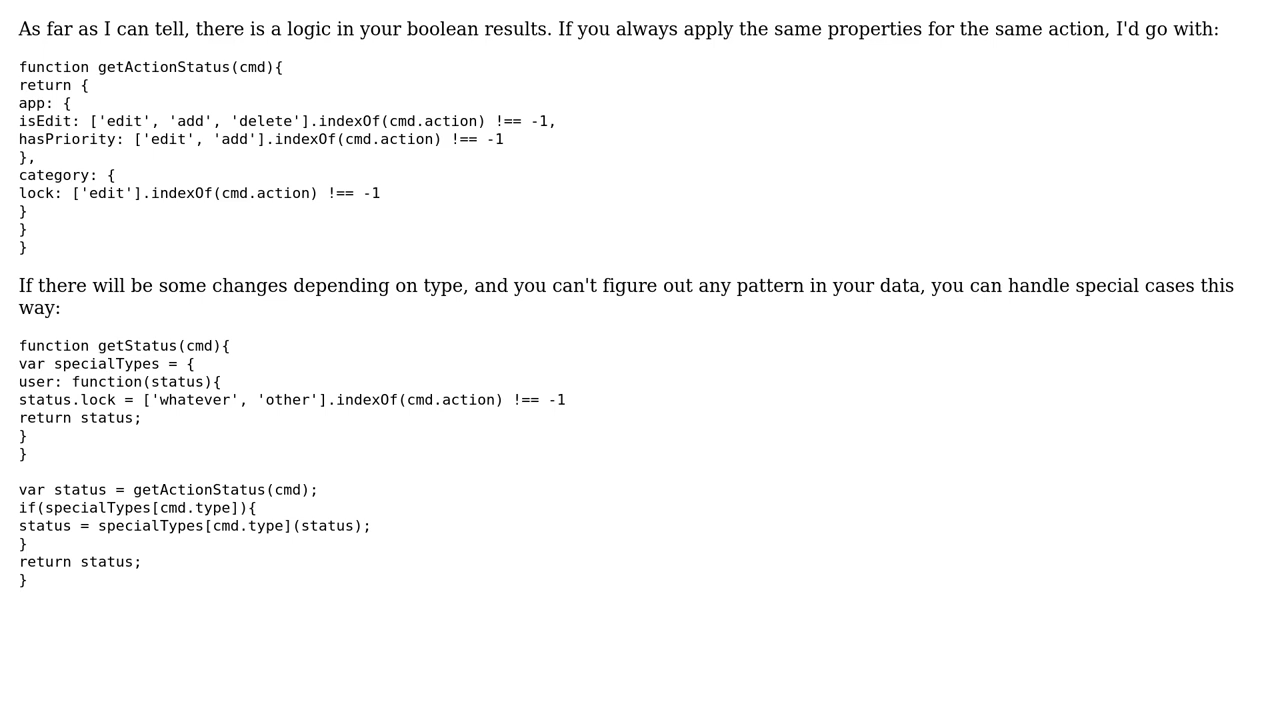 As far as I can tell, there is a logic in your boolean results. If you always apply the same properties for the same action, I'd go with:
function getActionStatus(cmd){
return {
app: {
isEdit: ['edit', 'add', 'delete'].indexOf(cmd.action) !== -1,
hasPriority: ['edit', 'add'].indexOf(cmd.action) !== -1
},
category: {
lock: ['edit'].indexOf(cmd.action) !== -1
}
}
}
If there will be some changes depending on type, and you can't figure out any pattern in your data, you can handle special cases this
way:
function getStatus(cmd){
var specialTypes = {
user: function(status){
status.lock = ['whatever', 'other'].indexOf(cmd.action) !== -1
return status;
}
}
var status = getActionStatus(cmd);
if(specialTypes[cmd.type]){
status = specialTypes[cmd.type](status);
}
return status;
}